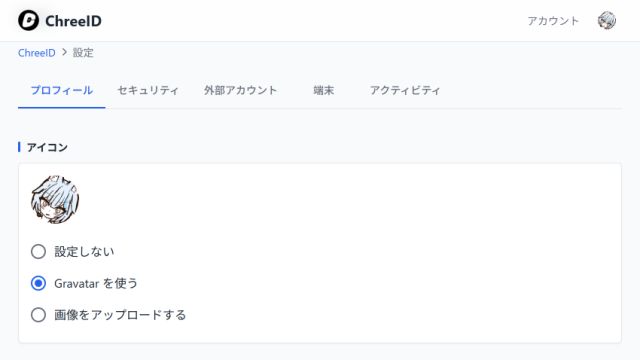 ChreeID
アカウント
ChreeID > 設定
プロフィール セキュリティ 外部アカウント 端末 アクティビティ
アイコン
設定しない
Gravatar を使う
画像をアップロードする